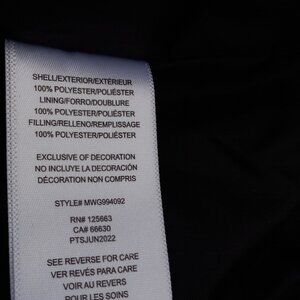 SHELL/EXTERIOR/EXTÉRIEUR
100% POLYESTER/POLIÉSTER
LINING/FORRO/DOUBLURE
100% POLYESTER/POLIÉSTER
FILLING/RELLENO/REMPLISSAGE
100% POLYESTER/POLIÉSTER
EXCLUSIVE OF DECORATION
NO INCLUYE LA DECORACIÓN
DÉCORATION NON COMPRIS
STYLE# MWG994092
RN# 125663
CA# 66630
PTSJUN2022
SEE REVERSE FOR CARE
VER REVÉS PARA CARE
VOIR L'ENVERS
POUR LES SOINS